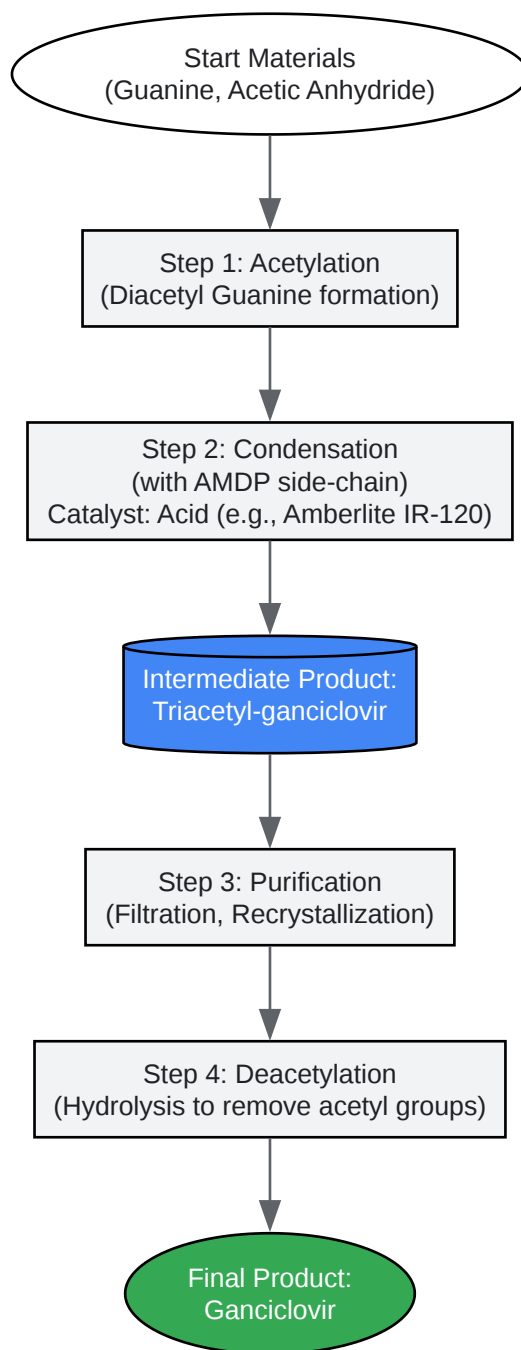 Start Materials
(Guanine, Acetic Anhydride)
Step 1: Acetylation
(Diacetyl Guanine formation)
Step 2: Condensation
(with AMDP side-chain)
Catalyst: Acid (e.g., Amberlite IR-120)
Intermediate Product:
Triacetyl-ganciclovir
Step 3: Purification
(Filtration, Recrystallization)
Step 4: Deacetylation
(Hydrolysis to remove acetyl groups)
Final Product:
Ganciclovir